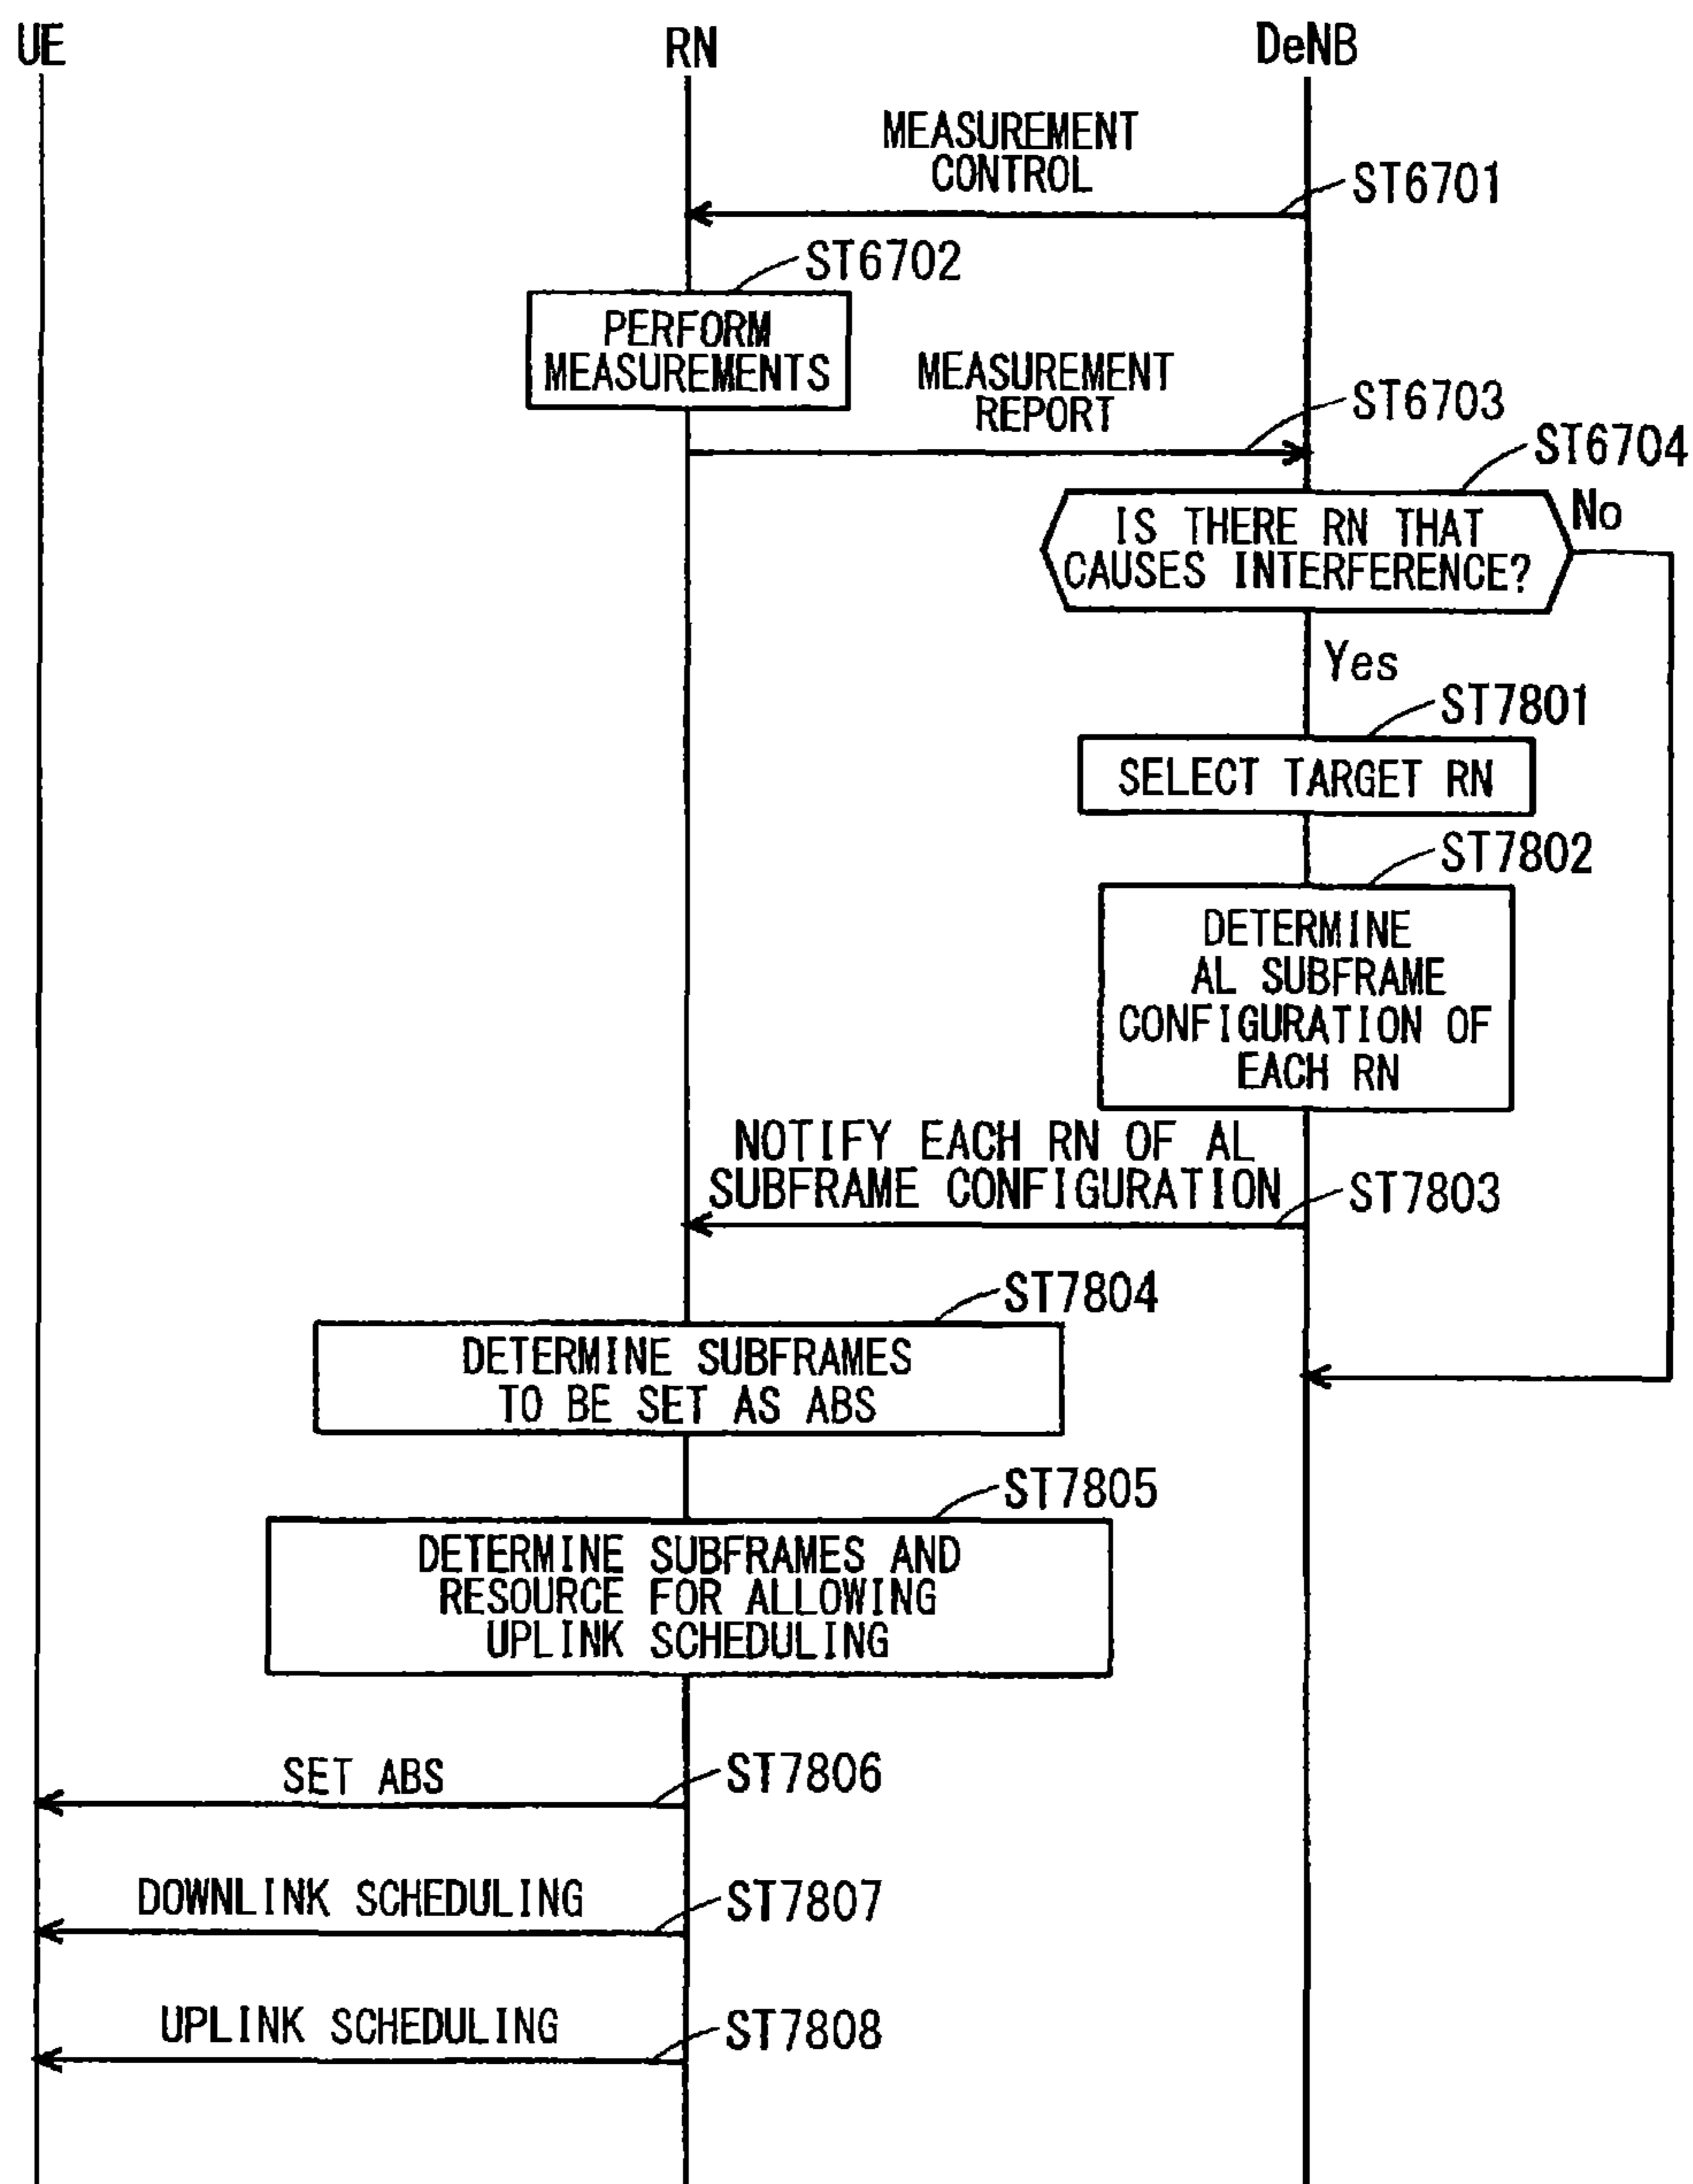 UE
RN
DeNB
MEASUREMENT
CONTROL
ST6701
ST6702
PERFORM
MEASUREMENTS
MEASUREMENT
REPORT
ST6703
ST6704
IS THERE RN THAT
CAUSES INTERFERENCE?
No
Yes
ST7801
SELECT TARGET RN
ST7802
DETERMINE
AL SUBFRAME
CONFIGURATION OF
EACH RN
NOTIFY EACH RN OF AL
SUBFRAME CONFIGURATION
ST7803
ST7804
DETERMINE SUBFRAMES
TO BE SET AS ABS
ST7805
DETERMINE SUBFRAMES AND
RESOURCE FOR ALLOWING
UPLINK SCHEDULING
SET ABS
ST7806
DOWNLINK SCHEDULING
ST7807
UPLINK SCHEDULING
ST7808